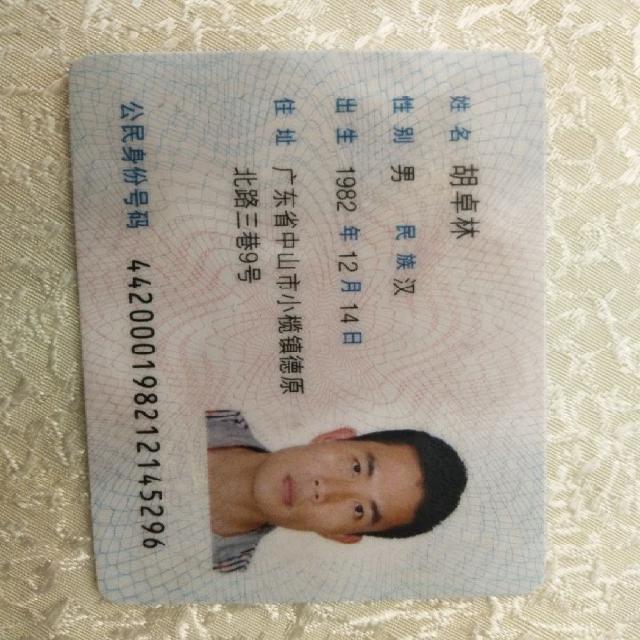 姓名 胡卓林
性别 男 民族 汉
出生 1982 年 12 月 14 日
住址 广东省中山市小榄镇德原
北路三巷9号
公民身份号码 442000198212145296